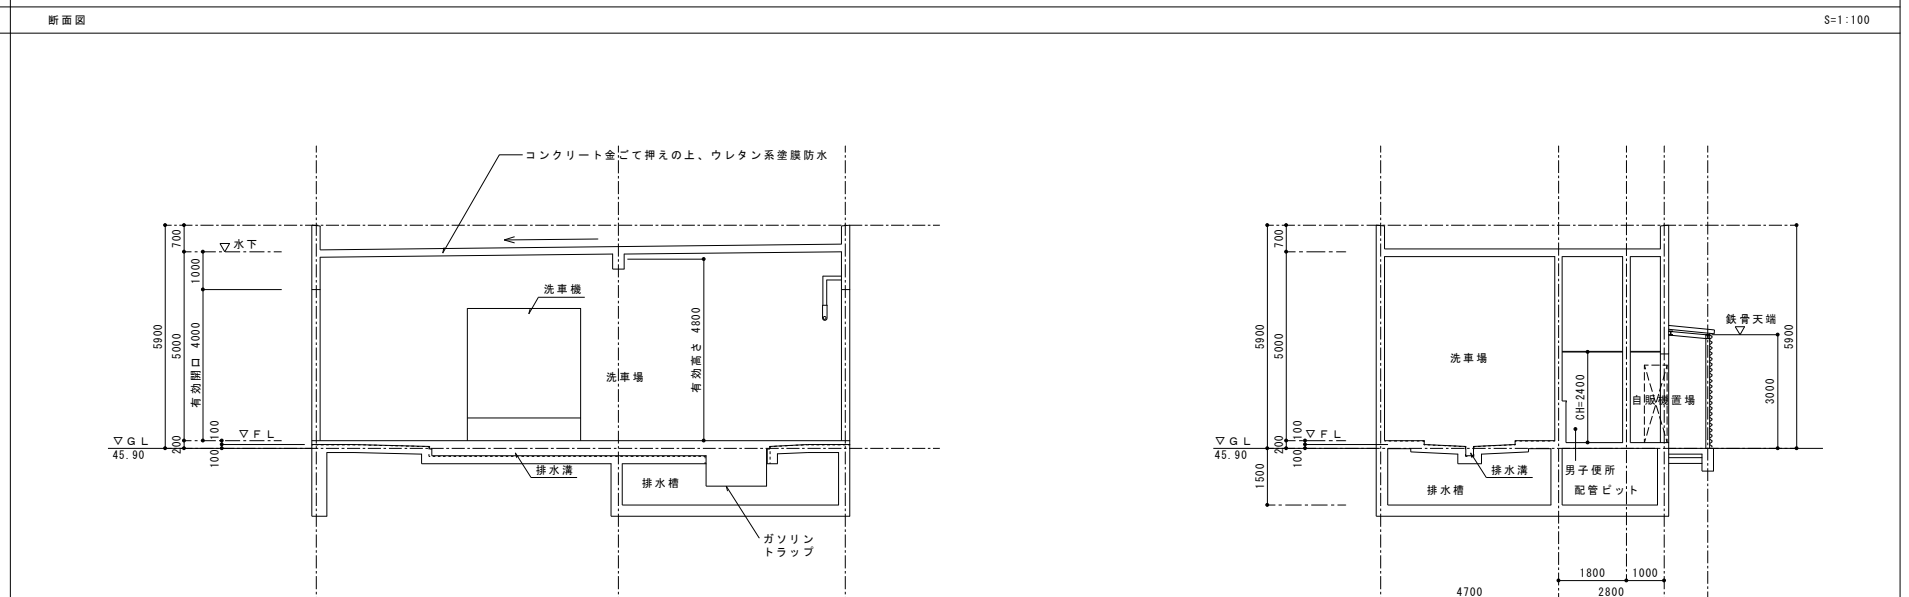 断面図
S=1:100
コンクリート金ごて押えの上、ウレタン系塗膜防水
700
▽水下
1000
5900
5000
有効開口 4000
洗車機
有効高さ 4800
洗車場
▽GL
45.90
200
100
100
▽FL
排水溝
排水槽
ガソリン
トラップ
700
5900
5000
洗車場
CH=2400
自販機置場
鉄骨天端
5900
3000
▽GL
45.90
200
100
100
▽FL
1500
排水溝
排水槽
男子便所
配管ピット
1800
1000
4700
2800